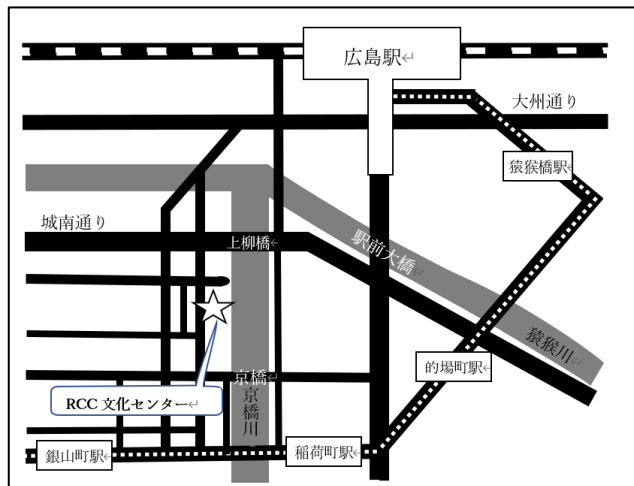 広島駅
大州通り
猿猴橋駅
城南通り
上柳橋
駅前大橋
猿猴川
的場町駅
京橋
京橋川
RCC 文化センター
銀山町駅
稲荷町駅